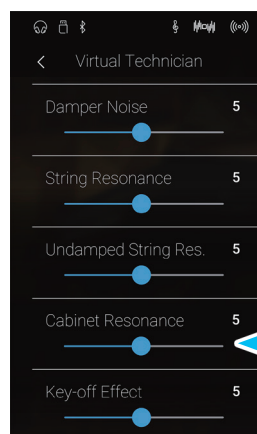 Virtual Technician
Damper Noise 5
String Resonance 5
Undamped String Res. 5
Cabinet Resonance 5
Key-off Effect 5